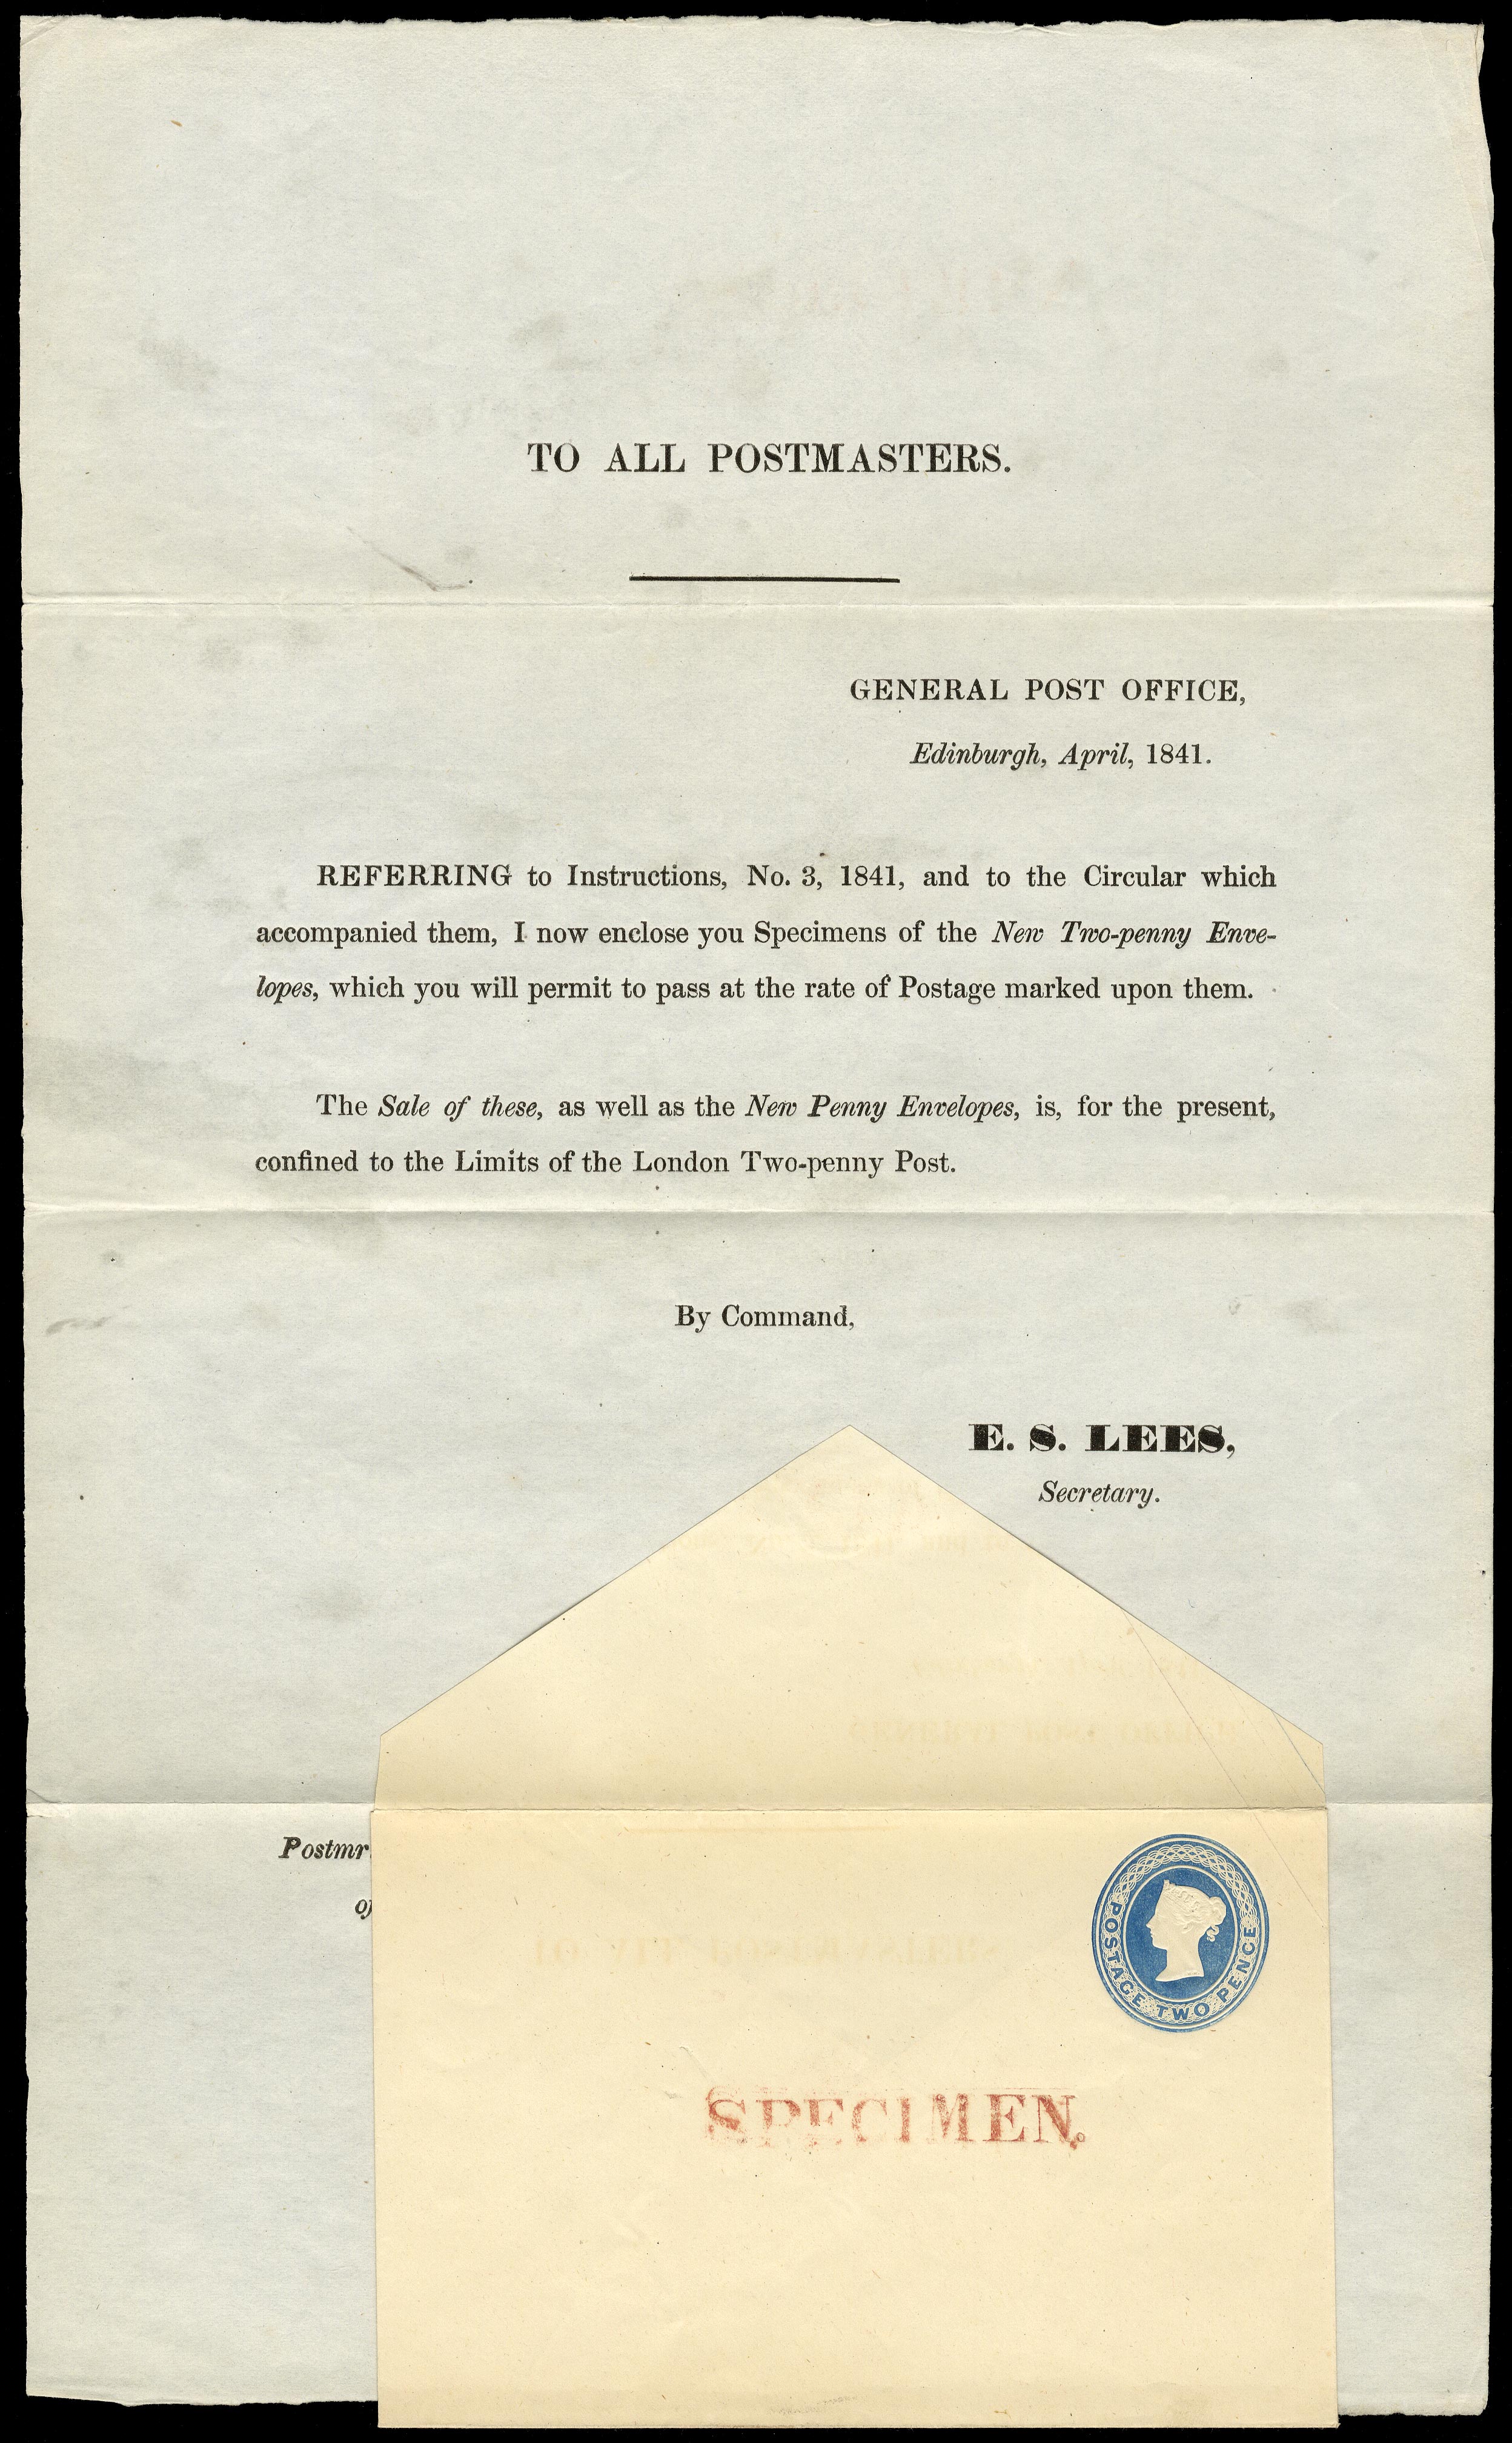 TO ALL POSTMASTERS.
GENERAL POST OFFICE,
Edinburgh, April, 1841.
REFERRING to Instructions, No. 3, 1841, and to the Circular which
accompanied them, I now enclose you Specimens of the New Two-penny Enve-
lopes, which you will permit to pass at the rate of Postage marked upon them.
The Sale of these, as well as the New Penny Envelopes, is, for the present,
confined to the Limits of the London Two-penny Post.
By Command,
E. S. LEES,
Secretary.
Postmr
of
POSTAGE TWO PENCE
SPECIMEN.